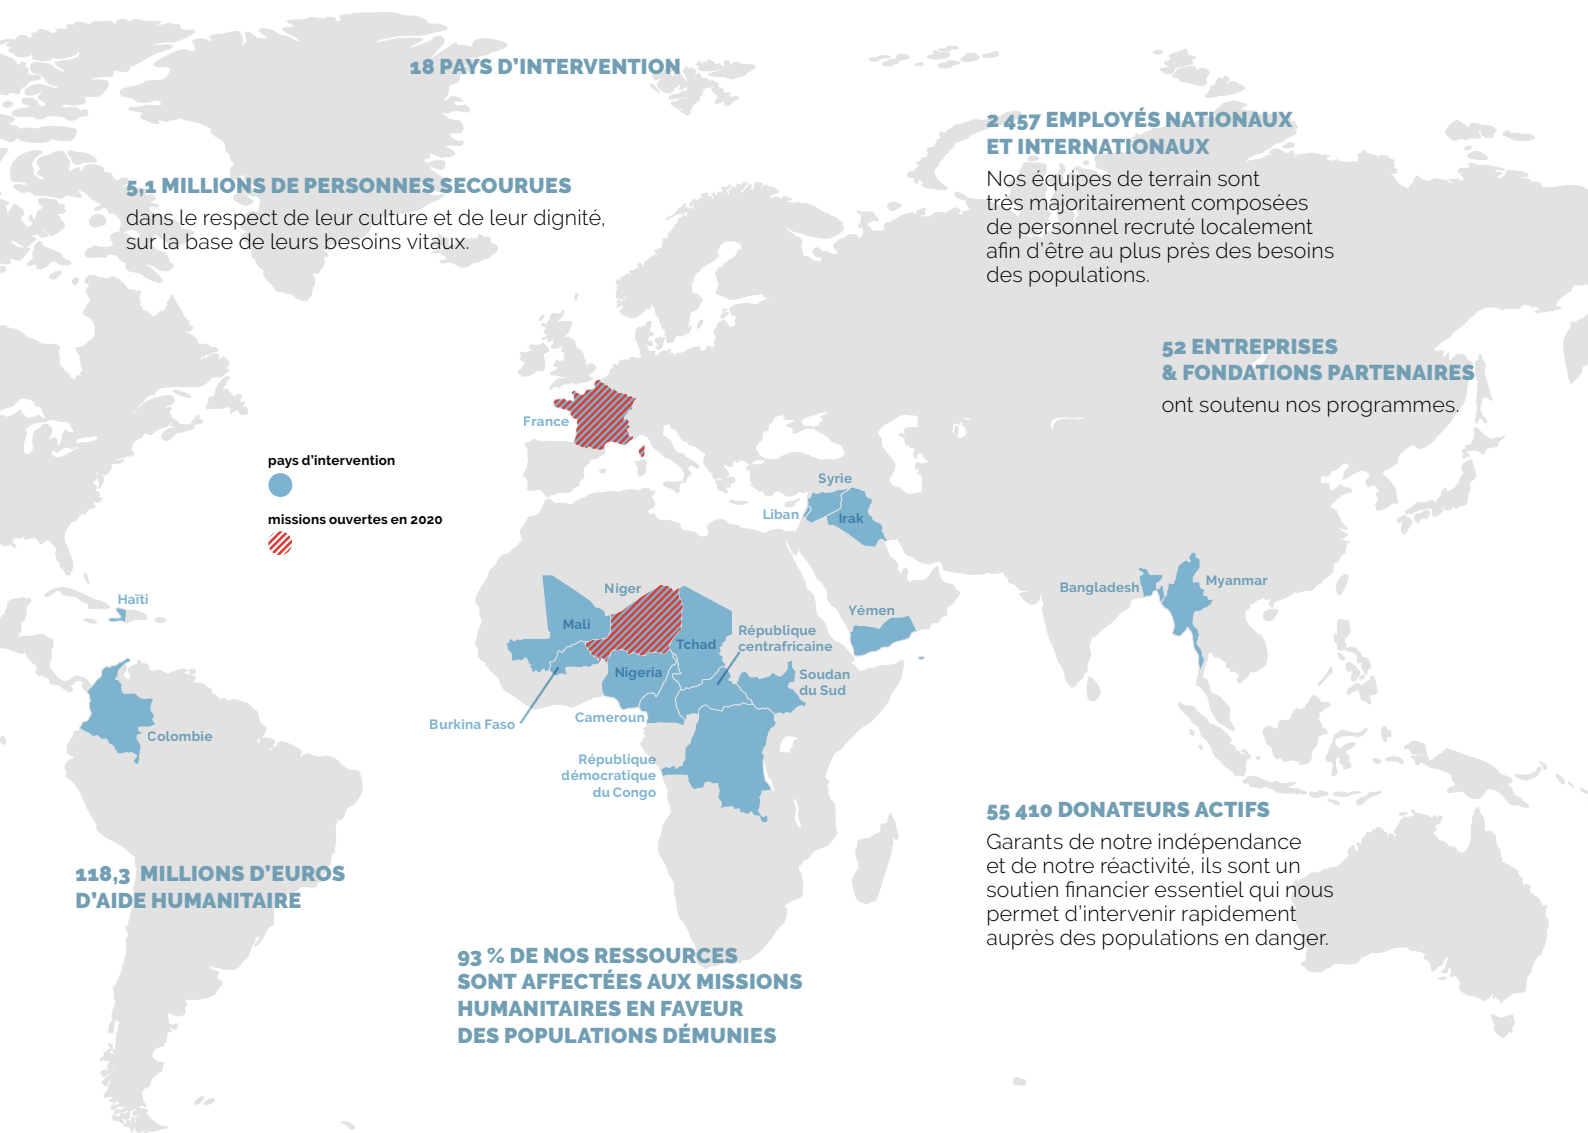 18 PAYS D'INTERVENTION
2 457 EMPLOYÉS NATIONAUX
ET INTERNATIONAUX
Nos équipes de terrain sont
très majoritairement composées
de personnel recruté localement
afin d'être au plus près des besoins
des populations.
5,1 MILLIONS DE PERSONNES SECOURUES
dans le respect de leur culture et de leur dignité,
sur la base de leurs besoins vitaux.
52 ENTREPRISES
& FONDATIONS PARTENAIRES
ont soutenu nos programmes.
France
pays d'intervention
missions ouvertes en 2020
Syrie
Liban
Irak
Haïti
Niger
Mali
Tchad
Nigeria
République
centrafricaine
Yémen
Bangladesh
Myanmar
Soudan
du Sud
Burkina Faso
Cameroun
Colombie
République
démocratique
du Congo
55 410 DONATEURS ACTIFS
Garants de notre indépendance
et de notre réactivité, ils sont un
soutien financier essentiel qui nous
permet d'intervenir rapidement
auprès des populations en danger.
118,3 MILLIONS D'EUROS
D'AIDE HUMANITAIRE
93 % DE NOS RESSOURCES
SONT AFFECTÉES AUX MISSIONS
HUMANITAIRES EN FAVEUR
DES POPULATIONS DÉMUNIES